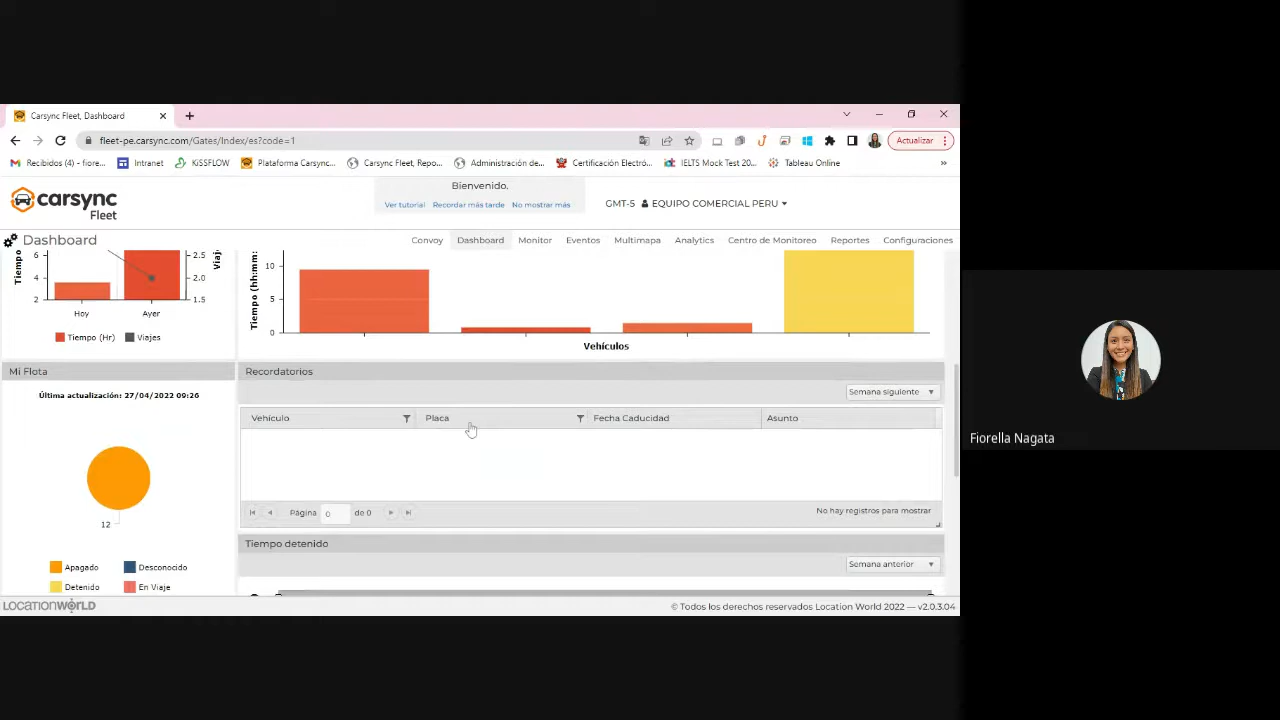 Carsync Fleet, Dashboard
fleet-pe.carsync.com/Gates/Index/es?code=1
Actualizar
Recibidos (4) - fiore...
Intranet
KiSSFLOW
Plataforma Carsync...
Carsync Fleet, Repo...
Administración de...
Certificación Electró...
IELTS Mock Test 20...
Tableau Online
»
carsync
Fleet
Bienvenido.
Ver tutorial
Recordar más tarde
No mostrar más
GMT-5
EQUIPO COMERCIAL PERU
Dashboard
Convoy
Dashboard
Monitor
Eventos
Multimapa
Analytics
Centro de Monitoreo
Reportes
Configuraciones
Tiempo
6
4
2
2.5
2.0
1.5
Viaj
Hoy
Ayer
Tiempo (Hr)
Viajes
Tiempo (hh:mm:
10
5
0
Vehículos
Mi Flota
Última actualización: 27/04/2022 09:26
12
Apagado
Desconocido
Detenido
En Viaje
Recordatorios
Semana siguiente
Vehículo
Placa
Fecha Caducidad
Asunto
Página
0
de 0
No hay registros para mostrar
Tiempo detenido
Semana anterior
LOCATIONWORLD
© Todos los derechos reservados Location World 2022 — v2.0.3.04
Fiorella Nagata